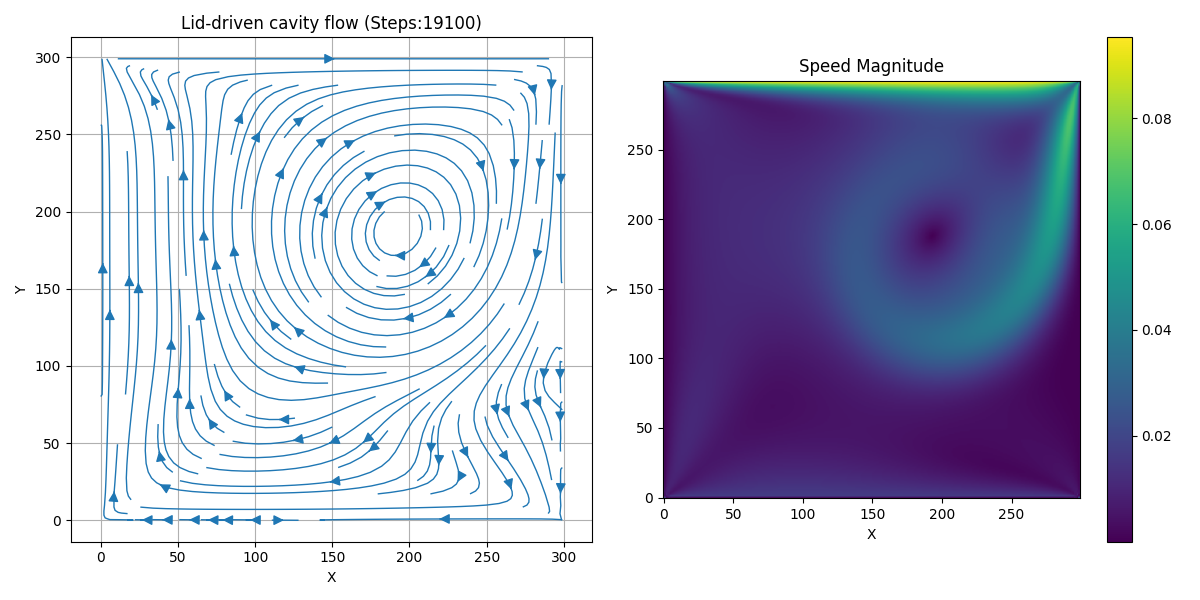 Lid-driven cavity flow (Steps:19100)
300
250
200
150
100
50
0
0 50 100 150 200 250 300
X
Y
Speed Magnitude
250
200
150
100
50
0
0 50 100 150 200 250
X
Y
0.08
0.06
0.04
0.02